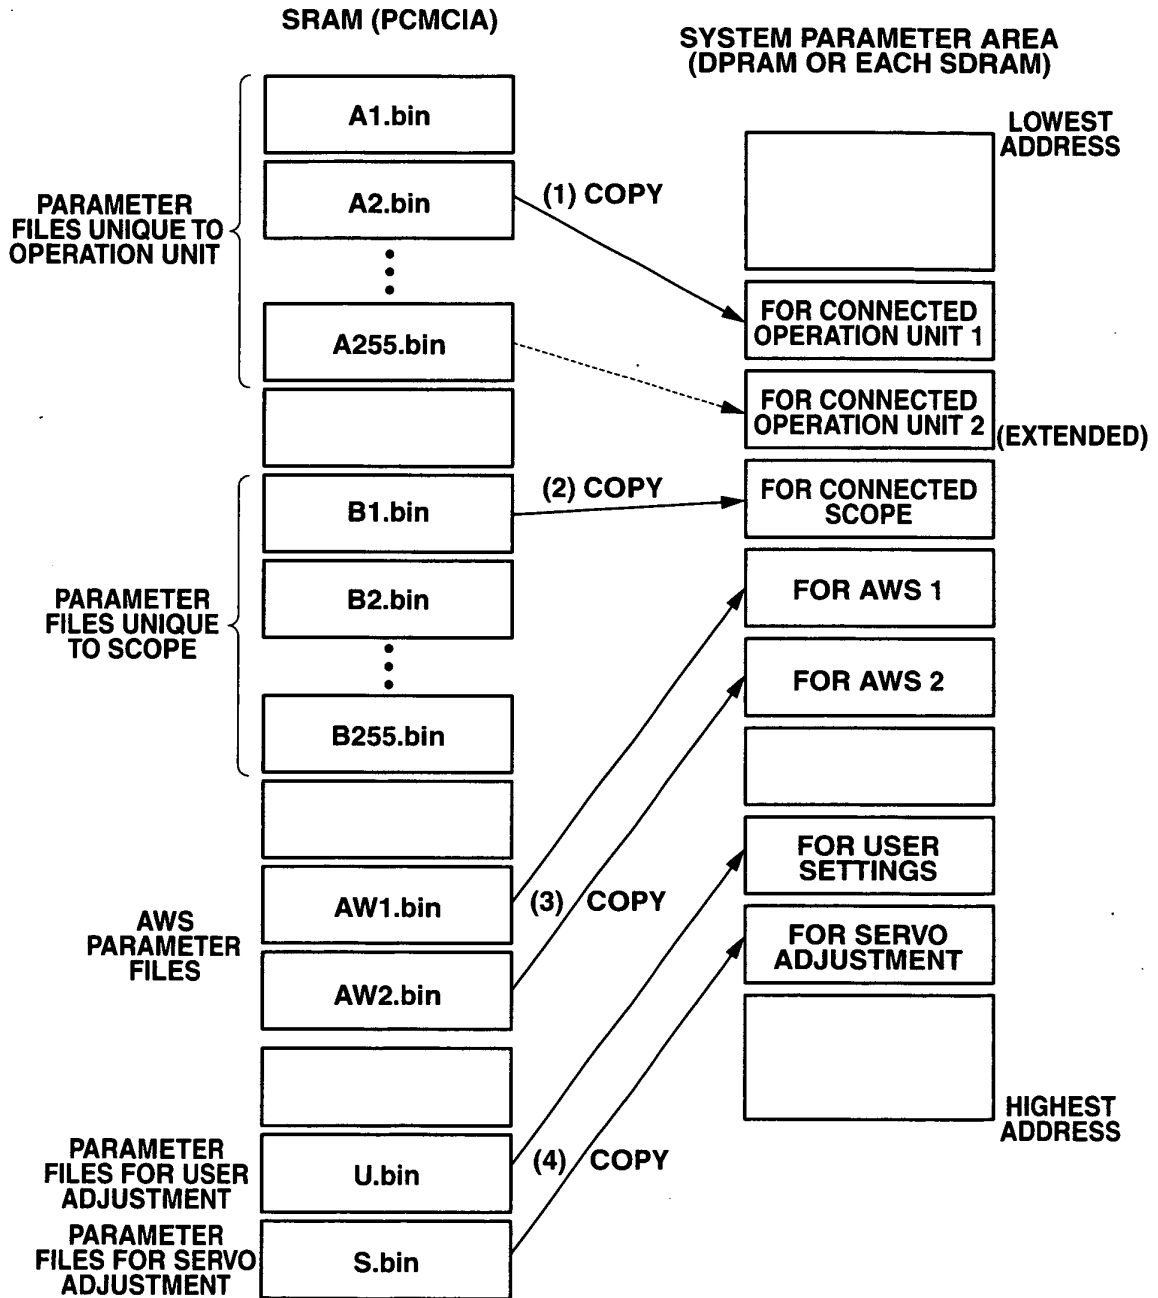 SRAM (PCMCIA)
SYSTEM PARAMETER AREA
(DPRAM OR EACH SDRAM)
PARAMETER
FILES UNIQUE TO
OPERATION UNIT
A1.bin
A2.bin
A255.bin
(1) COPY
LOWEST
ADDRESS
FOR CONNECTED
OPERATION UNIT 1
FOR CONNECTED
OPERATION UNIT 2
(EXTENDED)
PARAMETER
FILES UNIQUE
TO SCOPE
B1.bin
B2.bin
B255.bin
(2) COPY
FOR CONNECTED
SCOPE
FOR AWS 1
FOR AWS 2
AWS
PARAMETER
FILES
AW1.bin
AW2.bin
(3) COPY
FOR USER
SETTINGS
FOR SERVO
ADJUSTMENT
HIGHEST
ADDRESS
PARAMETER
FILES FOR USER
ADJUSTMENT
U.bin
(4) COPY
PARAMETER
FILES FOR SERVO
ADJUSTMENT
S.bin